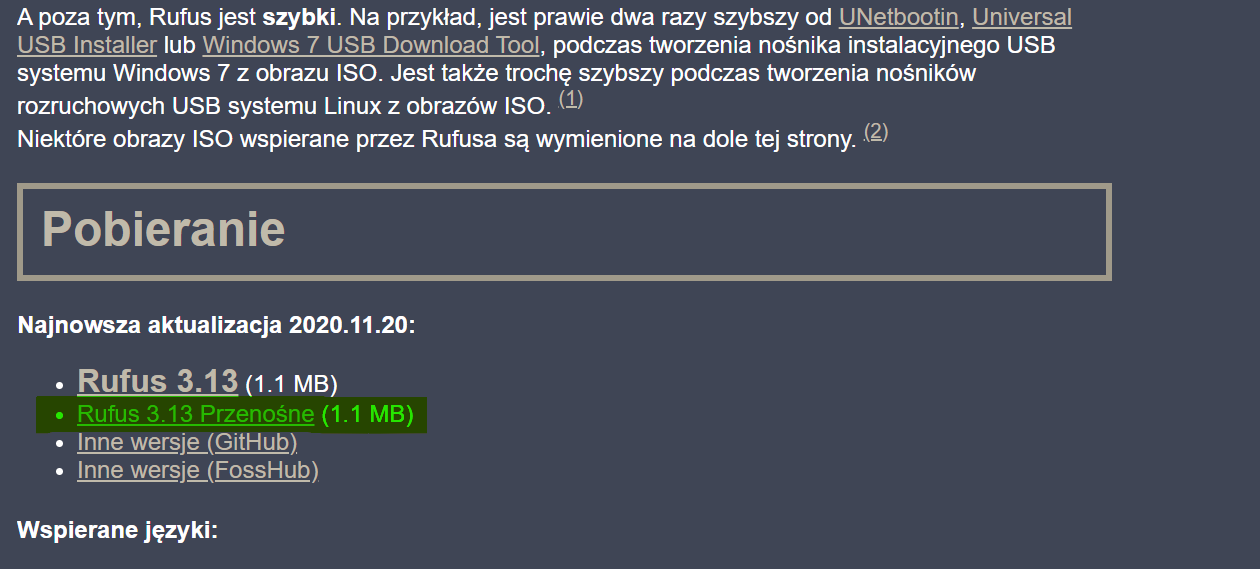 A poza tym, Rufus jest szybki. Na przykład, jest prawie dwa razy szybszy od UNetbootin, Universal
USB Installer lub Windows 7 USB Download Tool, podczas tworzenia nośnika instalacyjnego USB
systemu Windows 7 z obrazu ISO. Jest także trochę szybszy podczas tworzenia nośników
rozruchowych USB systemu Linux z obrazów ISO. (1)
Niektóre obrazy ISO wspierane przez Rufusa są wymienione na dole tej strony. (2)
Pobieranie
Najnowsza aktualizacja 2020.11.20:
• Rufus 3.13 (1.1 MB)
• Rufus 3.13 Przenośne (1.1 MB)
• Inne wersje (GitHub)
• Inne wersje (FossHub)
Wspierane języki: